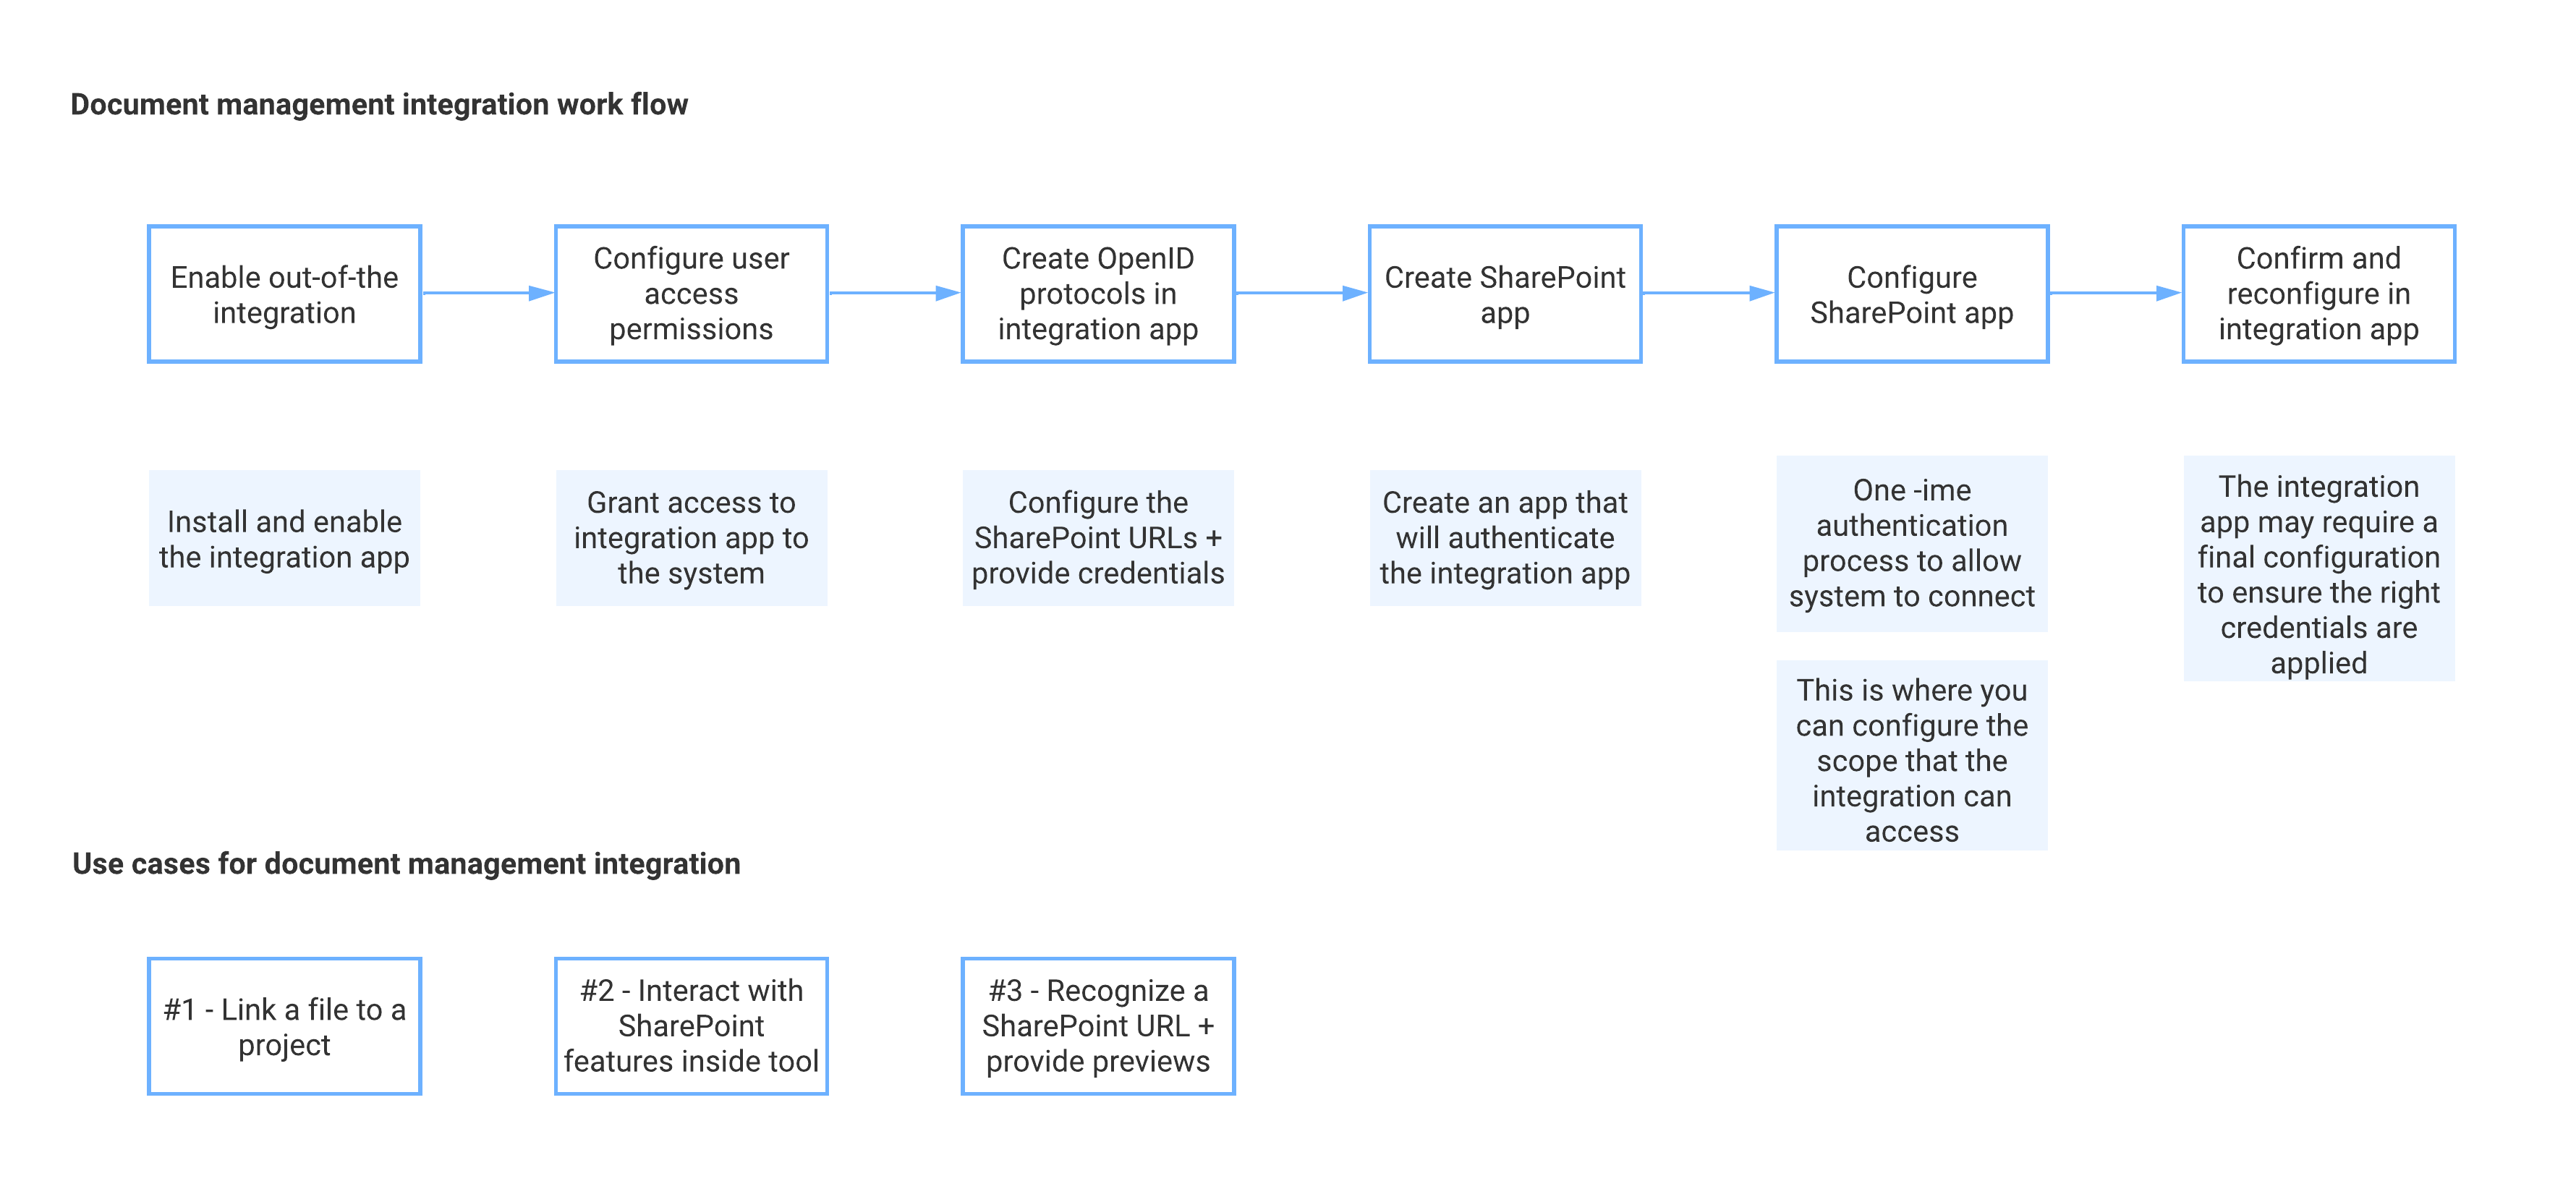 Document management integration work flow
Enable out-of-the
integration
Configure user
access
permissions
Create OpenID
protocols in
integration app
Create SharePoint
app
Configure
SharePoint app
Confirm and
reconfigure in
integration app
Install and enable
the integration app
Grant access to
integration app to
the system
Configure the
SharePoint URLs +
provide credentials
Create an app that
will authenticate
the integration app
One -ime
authentication
process to allow
system to connect
The integration
app may require a
final configuration
to ensure the right
credentials are
applied
This is where you
can configure the
scope that the
integration can
access
Use cases for document management integration
#1 - Link a file to a
project
#2 - Interact with
SharePoint
features inside tool
#3 - Recognize a
SharePoint URL +
provide previews